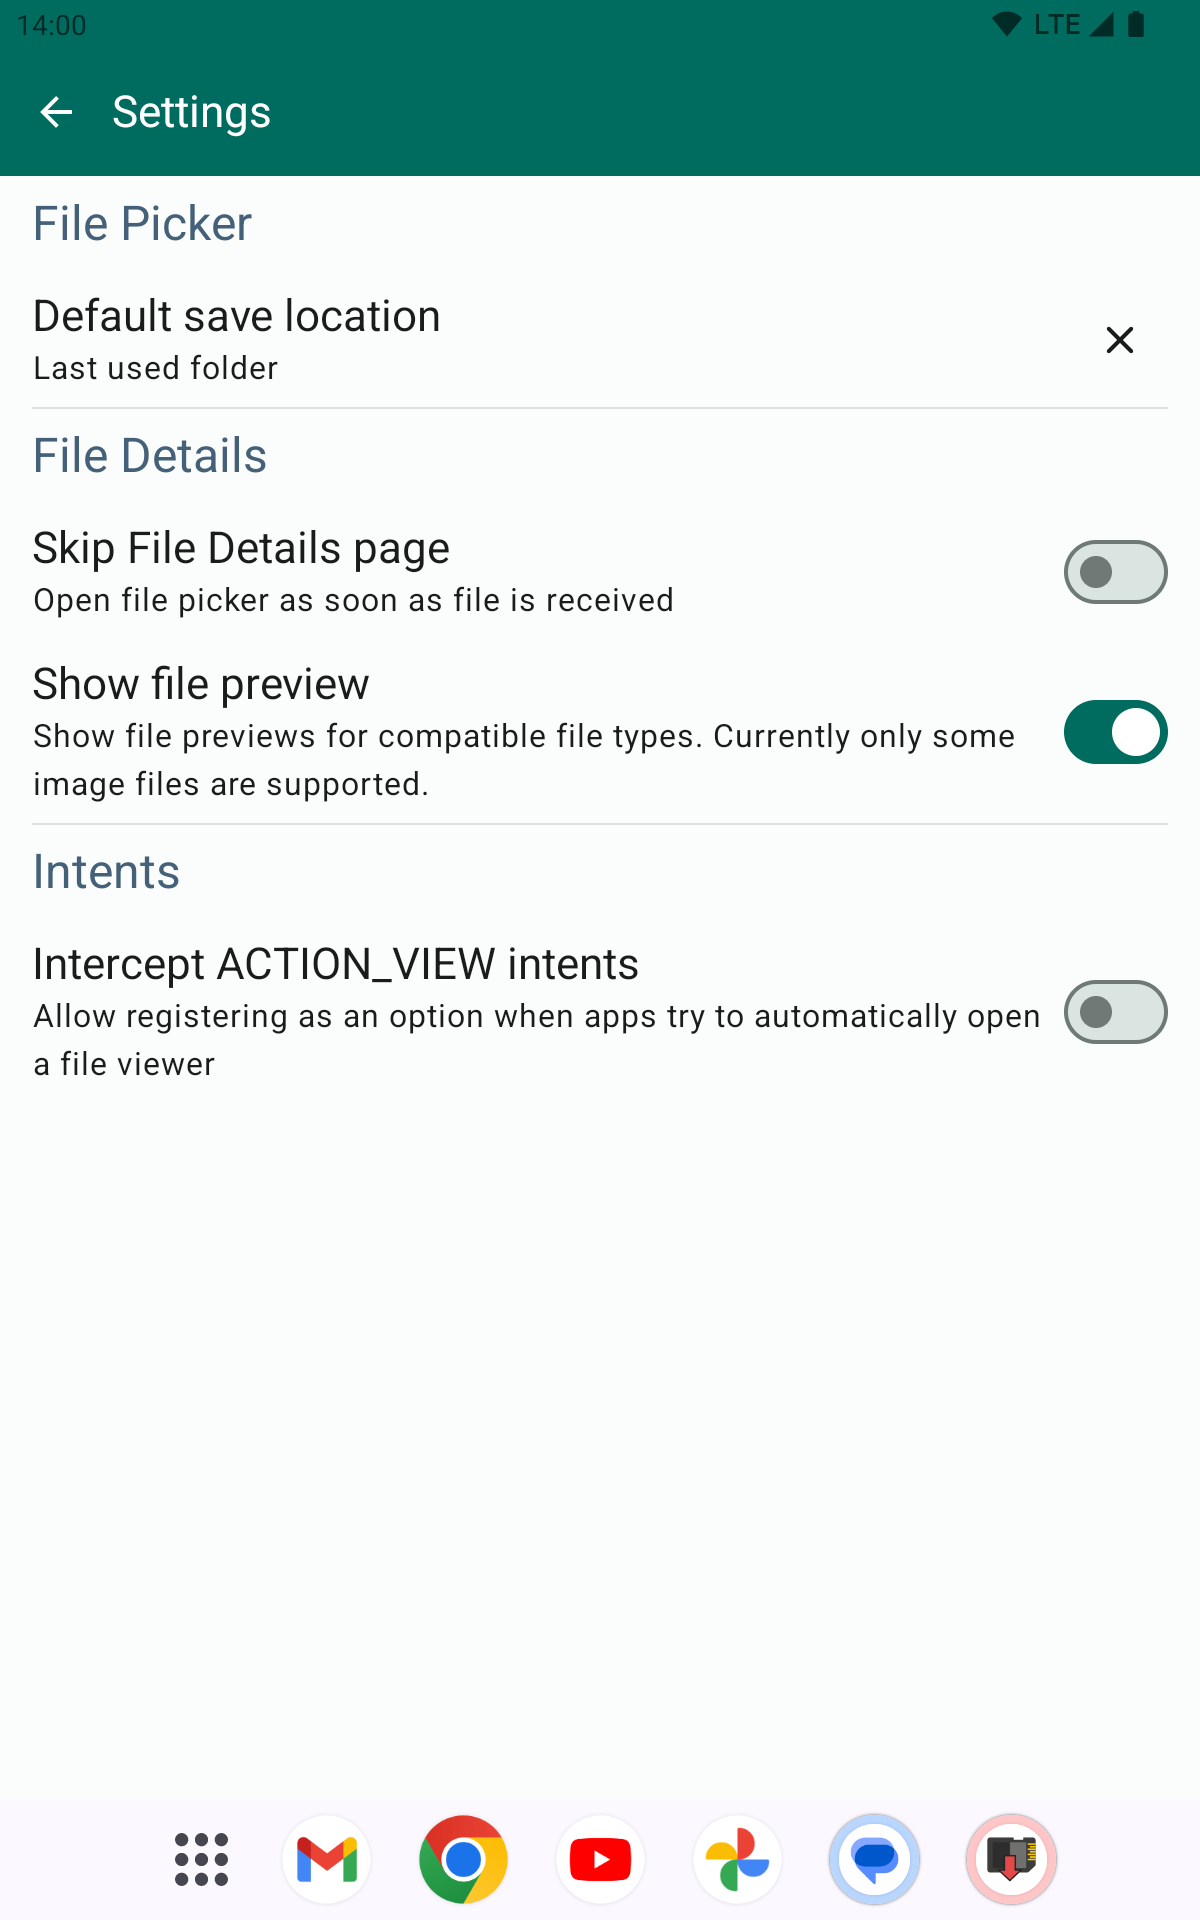 14:00
LTE
Settings
File Picker
Default save location
Last used folder
File Details
Skip File Details page
Open file picker as soon as file is received
Show file preview
Show file previews for compatible file types. Currently only some
image files are supported.
Intents
Intercept ACTION_VIEW intents
Allow registering as an option when apps try to automatically open
a file viewer